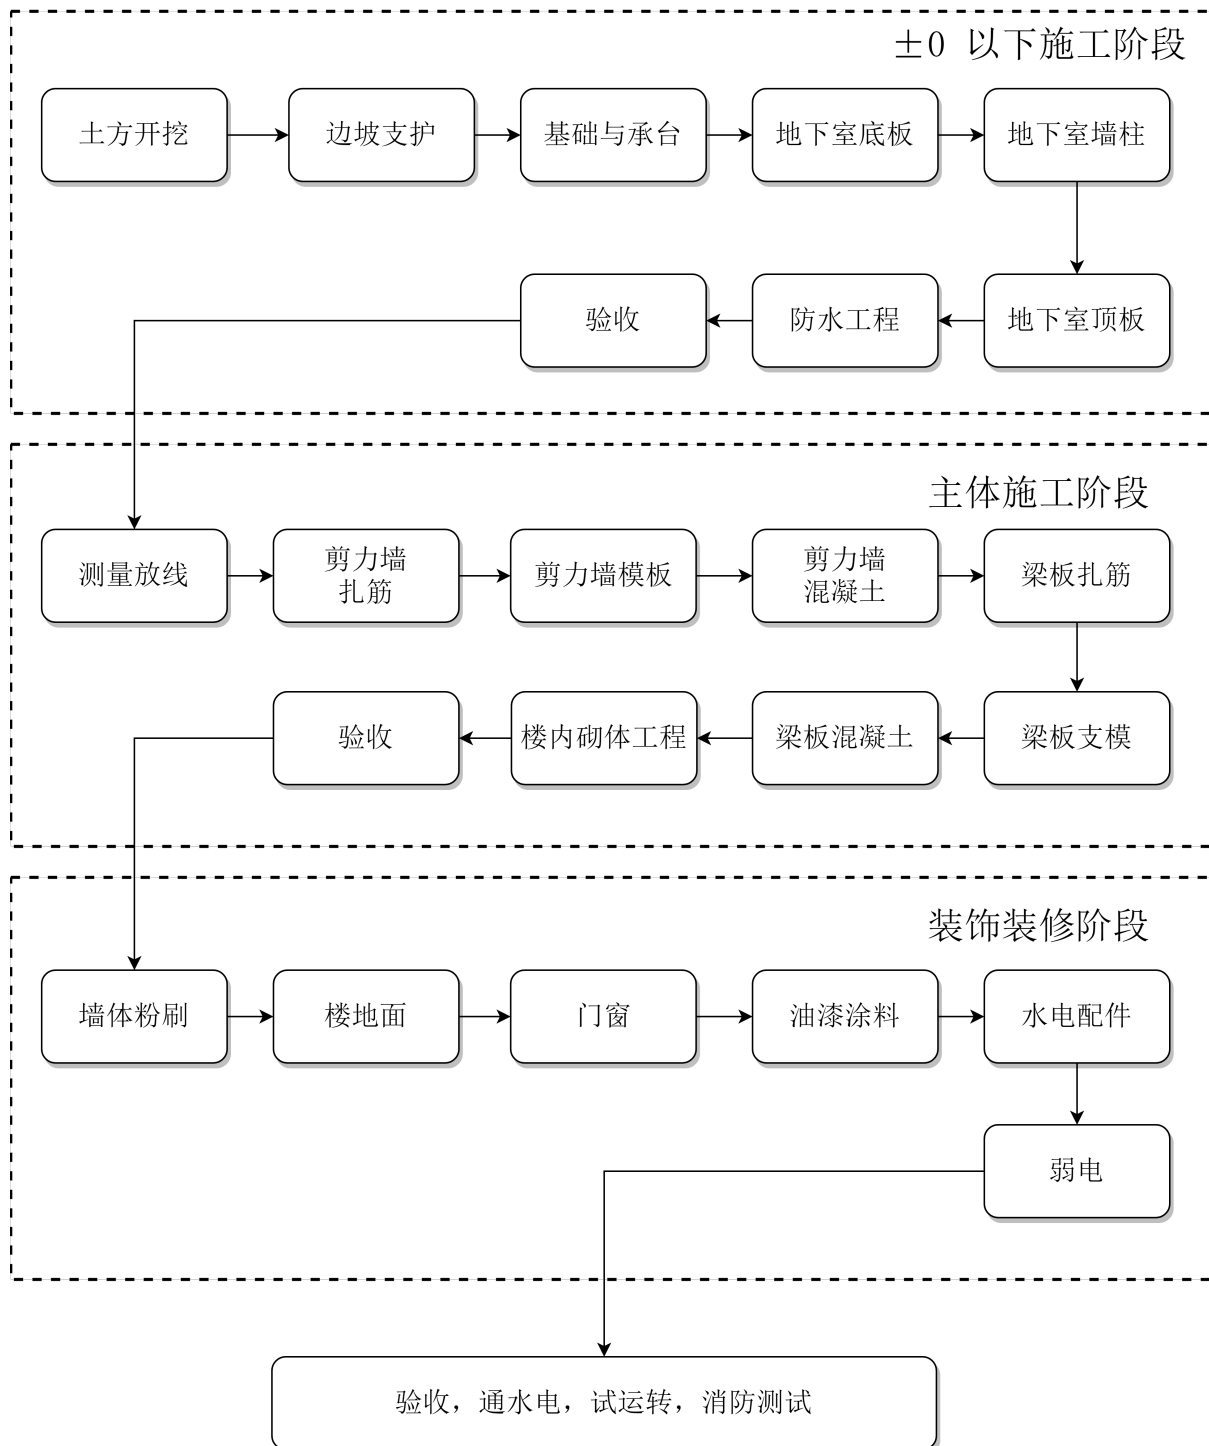 ±0 以下施工阶段
土方开挖
边坡支护
基础与承台
地下室底板
地下室墙柱
地下室顶板
防水工程
验收
主体施工阶段
测量放线
剪力墙
扎筋
剪力墙模板
剪力墙
混凝土
梁板扎筋
梁板支模
梁板混凝土
楼内砌体工程
验收
装饰装修阶段
墙体粉刷
楼地面
门窗
油漆涂料
水电配件
弱电
验收，通水电，试运转，消防测试